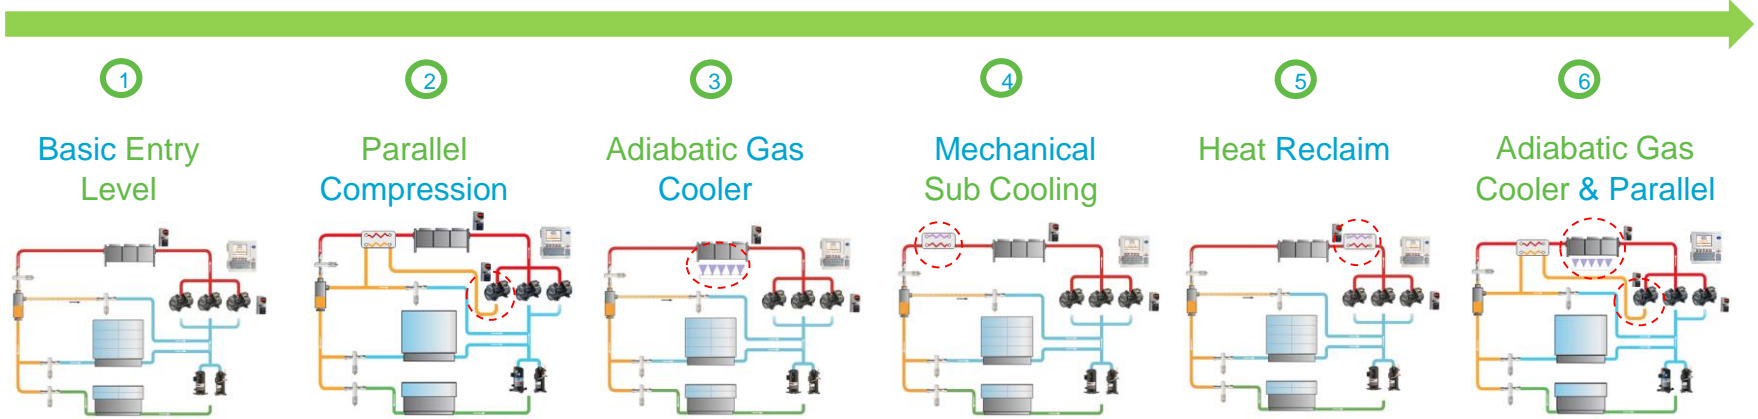 1
2
3
4
5
6
Basic Entry
Level
Parallel
Compression
Adiabatic Gas
Cooler
Mechanical
Sub Cooling
Heat Reclaim
Adiabatic Gas
Cooler & Parallel